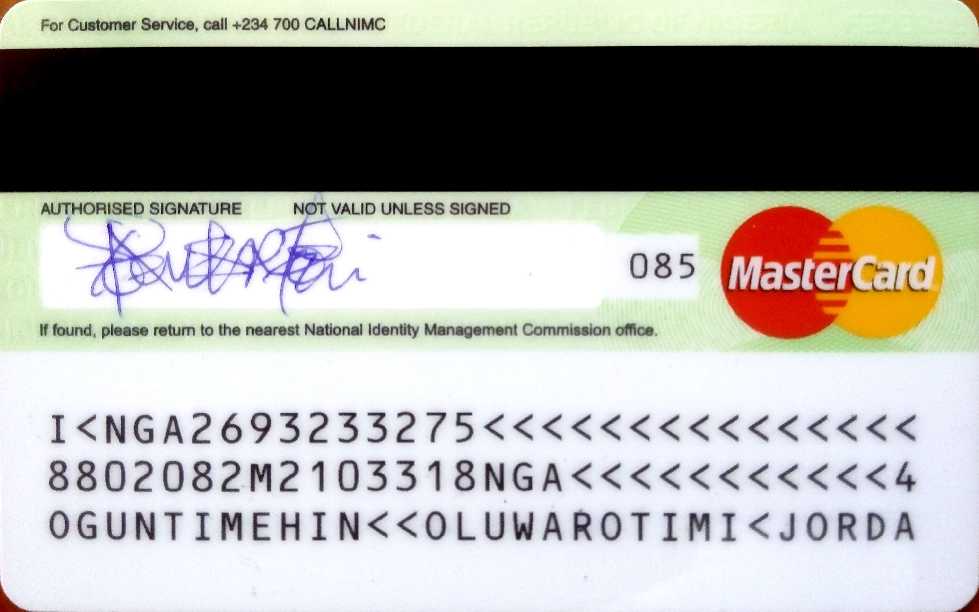 For Customer Service, call +234 700 CALLNIMC
AUTHORISED SIGNATURE NOT VALID UNLESS SIGNED
085
MasterCard
If found, please return to the nearest National Identity Management Commission office.
I<NGA2693233275<<<<<<<<<<<<<<<
8802082M2103318NGA<<<<<<<<<<<4
OGUNTIMEHIN<<OLUWAROTIMI<JORDA